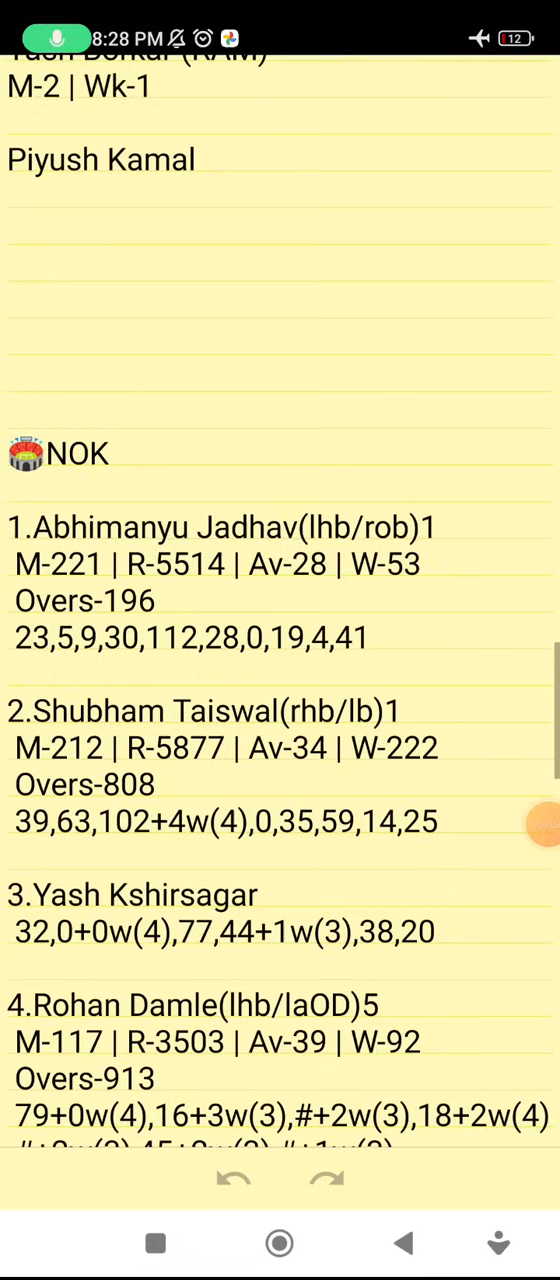 8:28 PM
12
M-2 | Wk-1
Piyush Kamal
NOK
1.Abhimanyu Jadhav(lhb/rob)1
M-221 | R-5514 | Av-28 | W-53
Overs-196
23,5,9,30,112,28,0,19,4,41
2.Shubham Taiswal(rhb/lb)1
M-212 | R-5877 | Av-34 | W-222
Overs-808
39,63,102+4w(4),0,35,59,14,25
3.Yash Kshirsagar
32,0+0w(4),77,44+1w(3),38,20
4.Rohan Damle(lhb/laOD)5
M-117 | R-3503 | Av-39 | W-92
Overs-913
79+0w(4),16+3w(3),#+2w(3),18+2w(4)